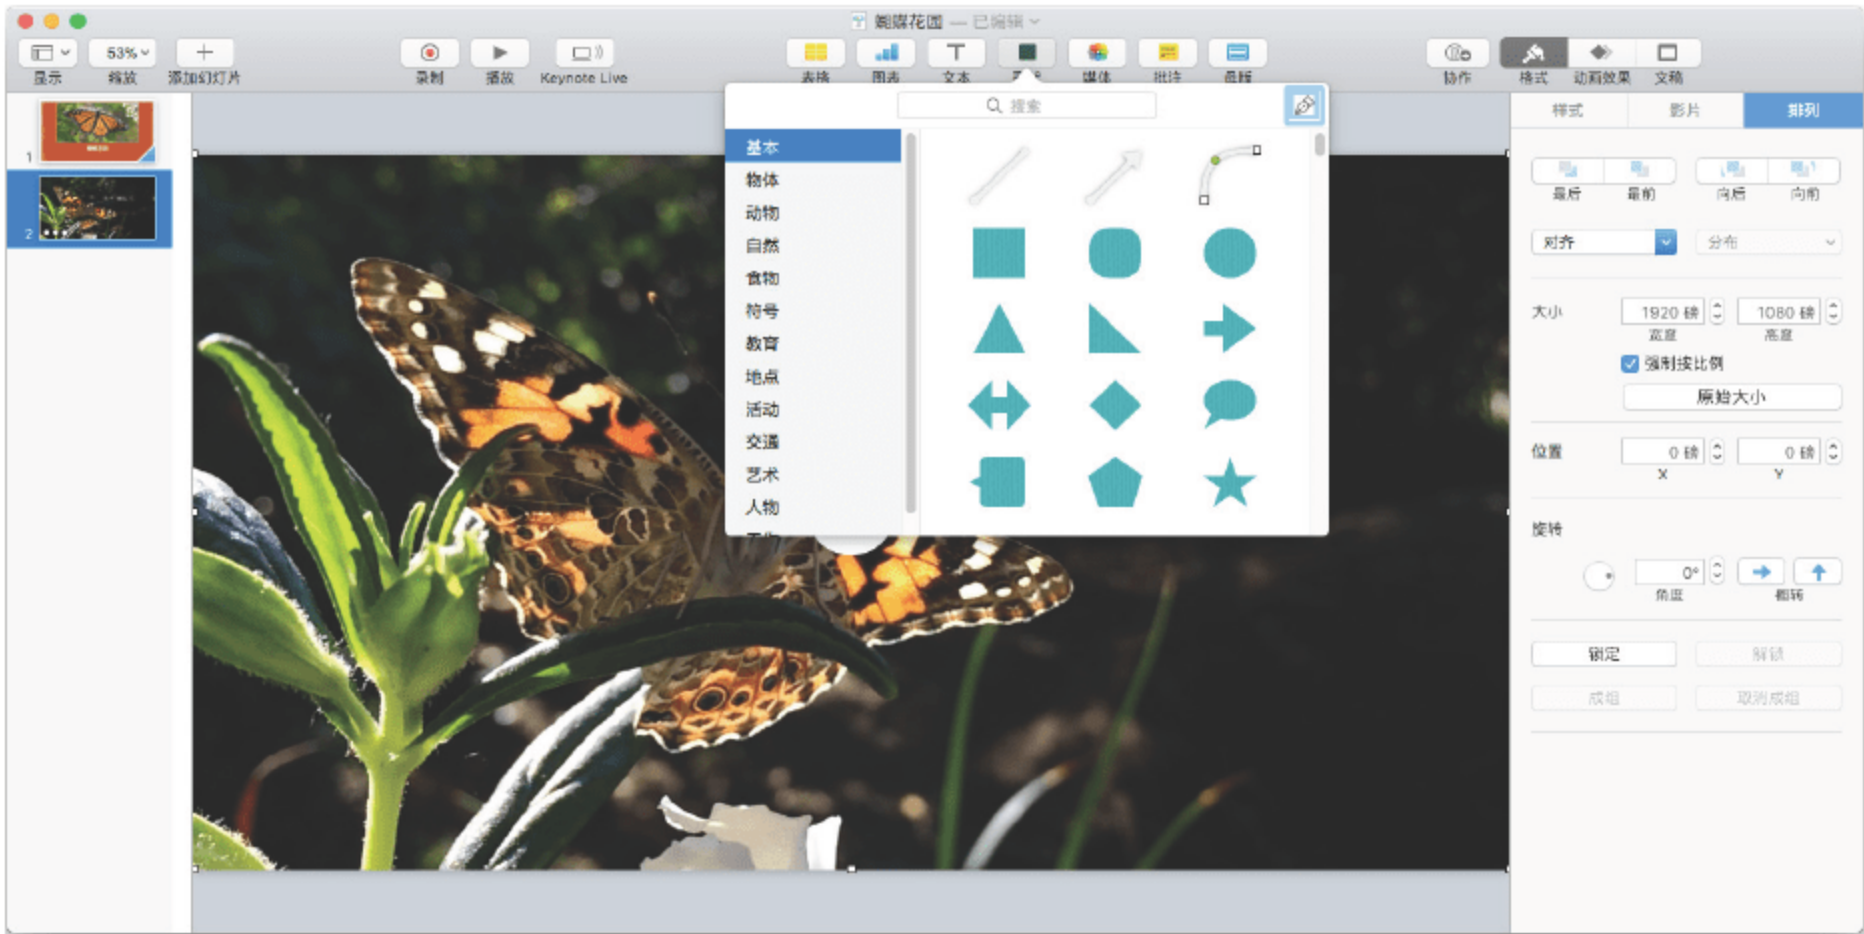 蝴蝶花园 — 已编辑
53%
显示
缩放
添加幻灯片
录制
播放
Keynote Live
表格
图表
文本
媒体
批注
协作
格式
动画效果
文稿
1
2
搜索
基本
物体
动物
自然
食物
符号
教育
地点
活动
交通
艺术
人物
样式
影片
排列
最后
最前
向后
向前
对齐
分布
大小
1920 磅
1080 磅
宽度
高度
强制按比例
原始大小
位置
0 磅
0 磅
X
Y
旋转
0°
角度
翻转
锁定
解锁
成组
取消成组